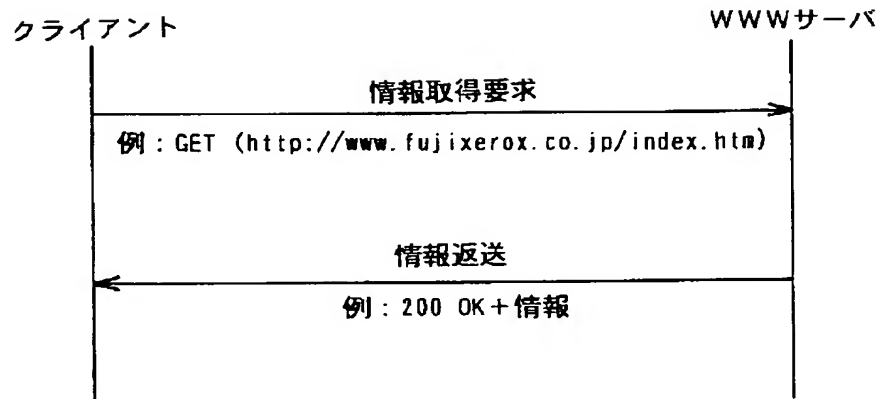 クライアント
WWWサーバ
情報取得要求
例：GET (http://www.fujixerox.co.jp/index.htm)
情報返送
例：200 OK＋情報